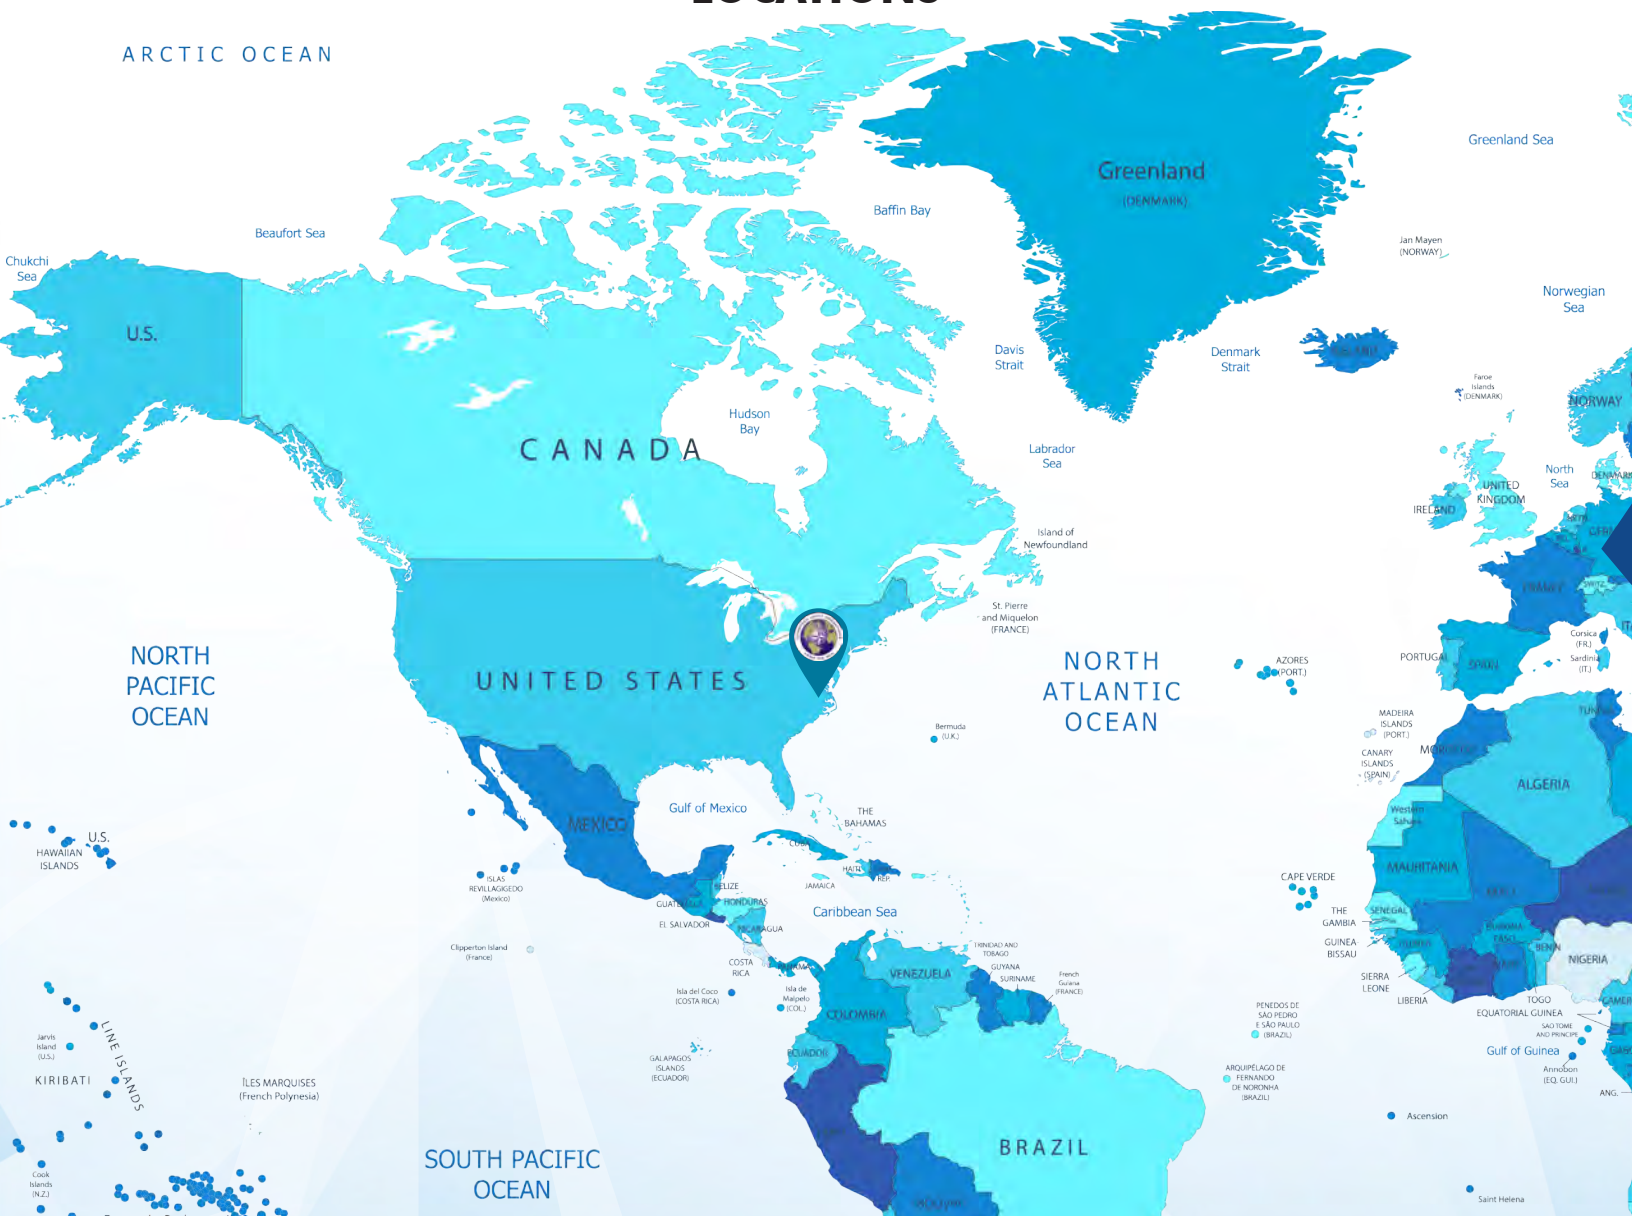 LOCATIONS
ARCTIC OCEAN
Greenland Sea
Greenland
(DENMARK)
Baffin Bay
Beaufort Sea
Jan Mayen
(NORWAY)
Chukchi
Sea
Norwegian
Sea
U.S.
Davis
Strait
Denmark
Strait
Faroe
Islands
(DENMARK)
NORWAY
Hudson
Bay
CANADA
Labrador
Sea
North
Sea
DENMARK
UNITED
KINGDOM
IRELAND
Island of
Newfoundland
FRANCE
St. Pierre
and Miquelon
(FRANCE)
Corsica
(FR.)
Sardinia
(IT.)
NORTH
PACIFIC
OCEAN
UNITED STATES
NORTH
ATLANTIC
OCEAN
AZORES
(PORT.)
PORTUGAL
SPAIN
MADEIRA
ISLANDS
(PORT.)
Bermuda
(U.K.)
MOROCCO
CANARY
ISLANDS
(SPAIN)
ALGERIA
Gulf of Mexico
THE
BAHAMAS
Western
Sahara
MEXICO
U.S.
HAWAIIAN
ISLANDS
CUBA
HAITI
REP.
JAMAICA
MAURITANIA
ISLAS
REVILLAGIGEDO
(Mexico)
BELIZE
GUATEMALA
HONDURAS
EL SALVADOR
NICARAGUA
Caribbean Sea
CAPE VERDE
THE
GAMBIA
SENEGAL
GUINEA
BISSAU
BURKINA
FASO
BENIN
NIGERIA
Clipperton Island
(France)
COSTA
RICA
PANAMA
TRINIDAD AND
TOBAGO
VENEZUELA
GUYANA
SURINAME
French
Guiana
(FRANCE)
SIERRA
LEONE
LIBERIA
TOGO
EQUATORIAL GUINEA
Isla del Coco
(COSTA RICA)
Isla de
Malpelo
(COL.)
COLOMBIA
PENEDOS DE
SÃO PEDRO
E SÃO PAULO
(BRAZIL)
SAO TOME
AND PRINCIPE
Gulf of Guinea
Annobon
(EQ. GUI.)
ANG.
Jarvis
Island
(U.S.)
LINE ISLANDS
KIRIBATI
ÎLES MARQUISES
(French Polynesia)
GALAPAGOS
ISLANDS
(ECUADOR)
ECUADOR
ARQUIPÉLAGO DE
FERNANDO
DE NORONHA
(BRAZIL)
Ascension
BRAZIL
SOUTH PACIFIC
OCEAN
Cook
Islands
(N.Z.)
BOLIVIA
Saint Helena